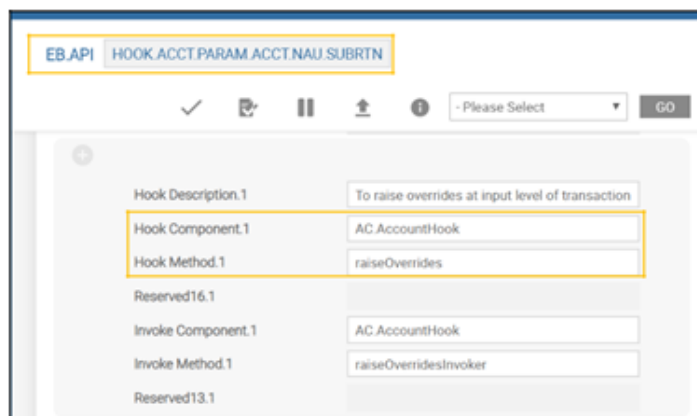 EB.API HOOK.ACCT.PARAM.ACCT.NAU.SUBRTN
- Please Select GO
Hook Description.1 To raise overrides at input level of transaction
Hook Component.1 AC.AccountHook
Hook Method.1 raiseOverrides
Reserved16.1
Invoke Component.1 AC.AccountHook
Invoke Method.1 raiseOverridesInvoker
Reserved13.1